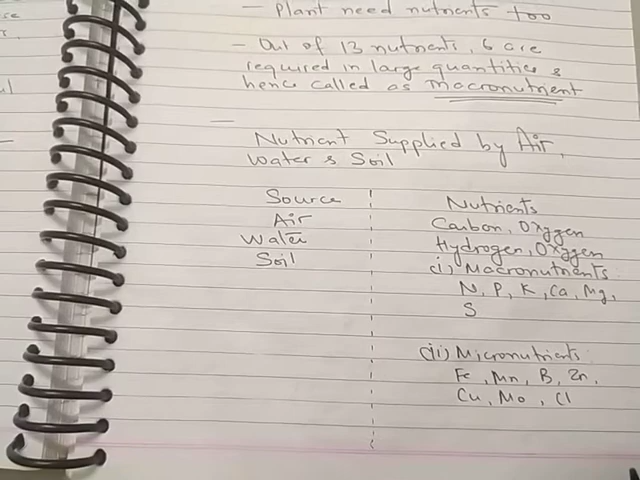 - Plant need nutrients too
- Out of 13 nutrients, 6 are
required in large quantities &
hence called as macronutrient
-
Nutrient Supplied by Air,
water & Soil
Source Nutrients
Air Carbon, Oxygen
Water Hydrogen, Oxygen
Soil (i) Macronutrients
N, P, K, Ca, Mg,
S
(ii) Micronutrients
Fe, Mn, B, Zn,
Cu, Mo, Cl